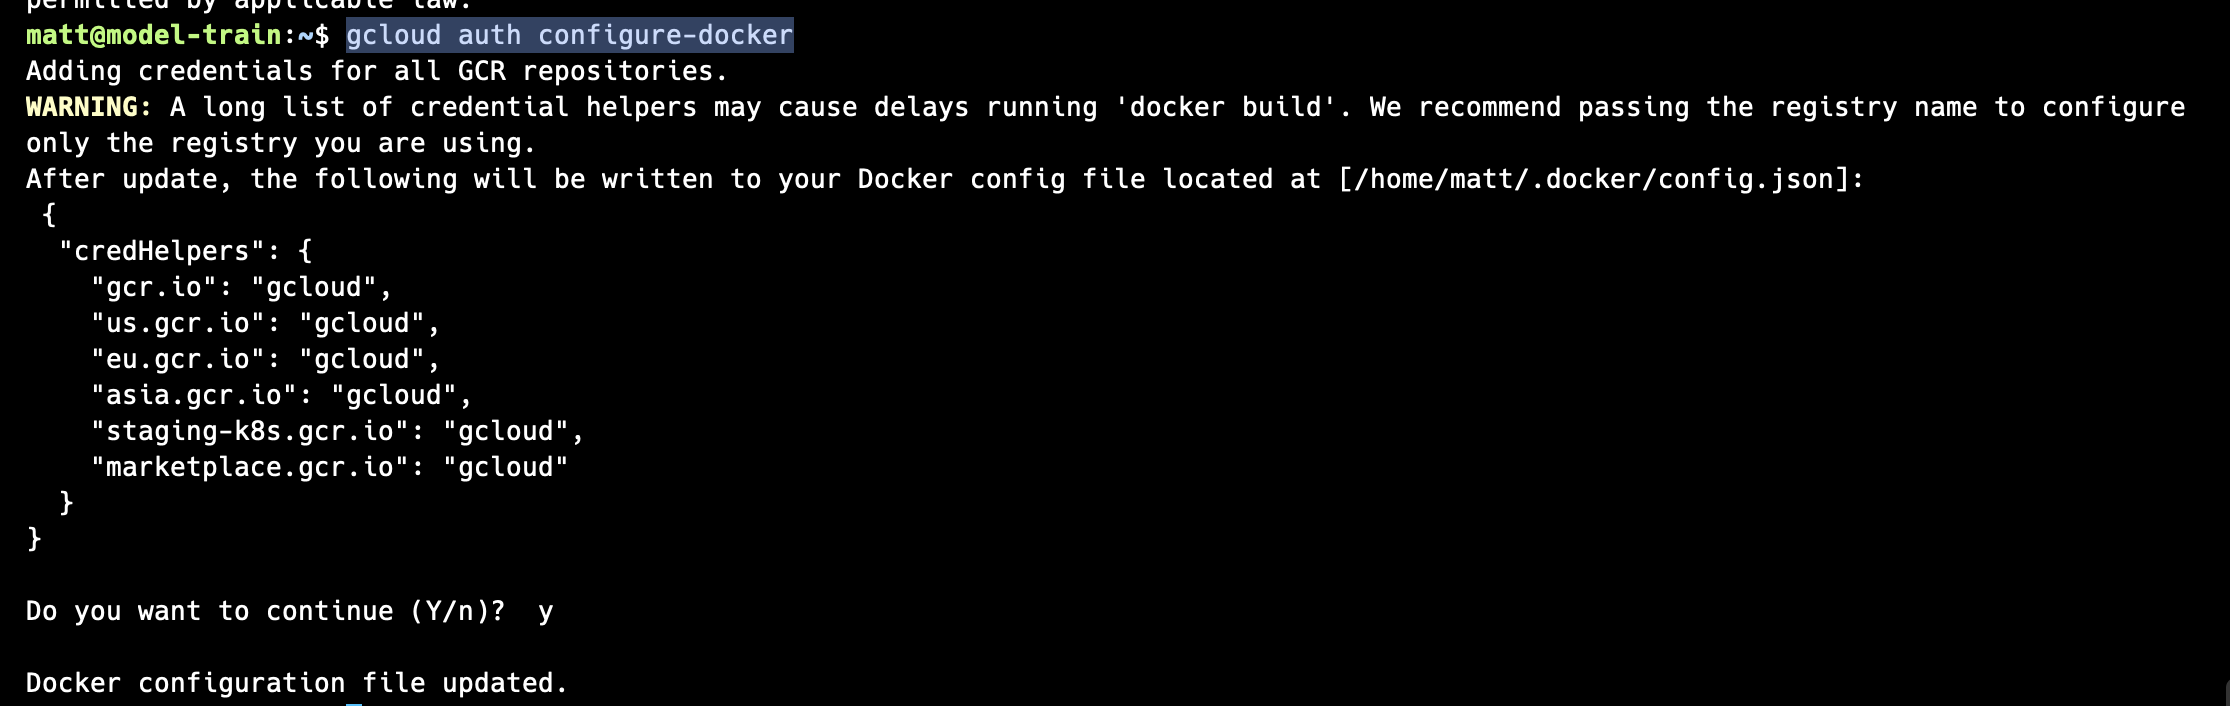 permitted by applicable law.
matt@model-train:~$ gcloud auth configure-docker
Adding credentials for all GCR repositories.
WARNING: A long list of credential helpers may cause delays running 'docker build'. We recommend passing the registry name to configure
only the registry you are using.
After update, the following will be written to your Docker config file located at [/home/matt/.docker/config.json]:
 {
  "credHelpers": {
    "gcr.io": "gcloud",
    "us.gcr.io": "gcloud",
    "eu.gcr.io": "gcloud",
    "asia.gcr.io": "gcloud",
    "staging-k8s.gcr.io": "gcloud",
    "marketplace.gcr.io": "gcloud"
  }
}
Do you want to continue (Y/n)?  y
Docker configuration file updated.